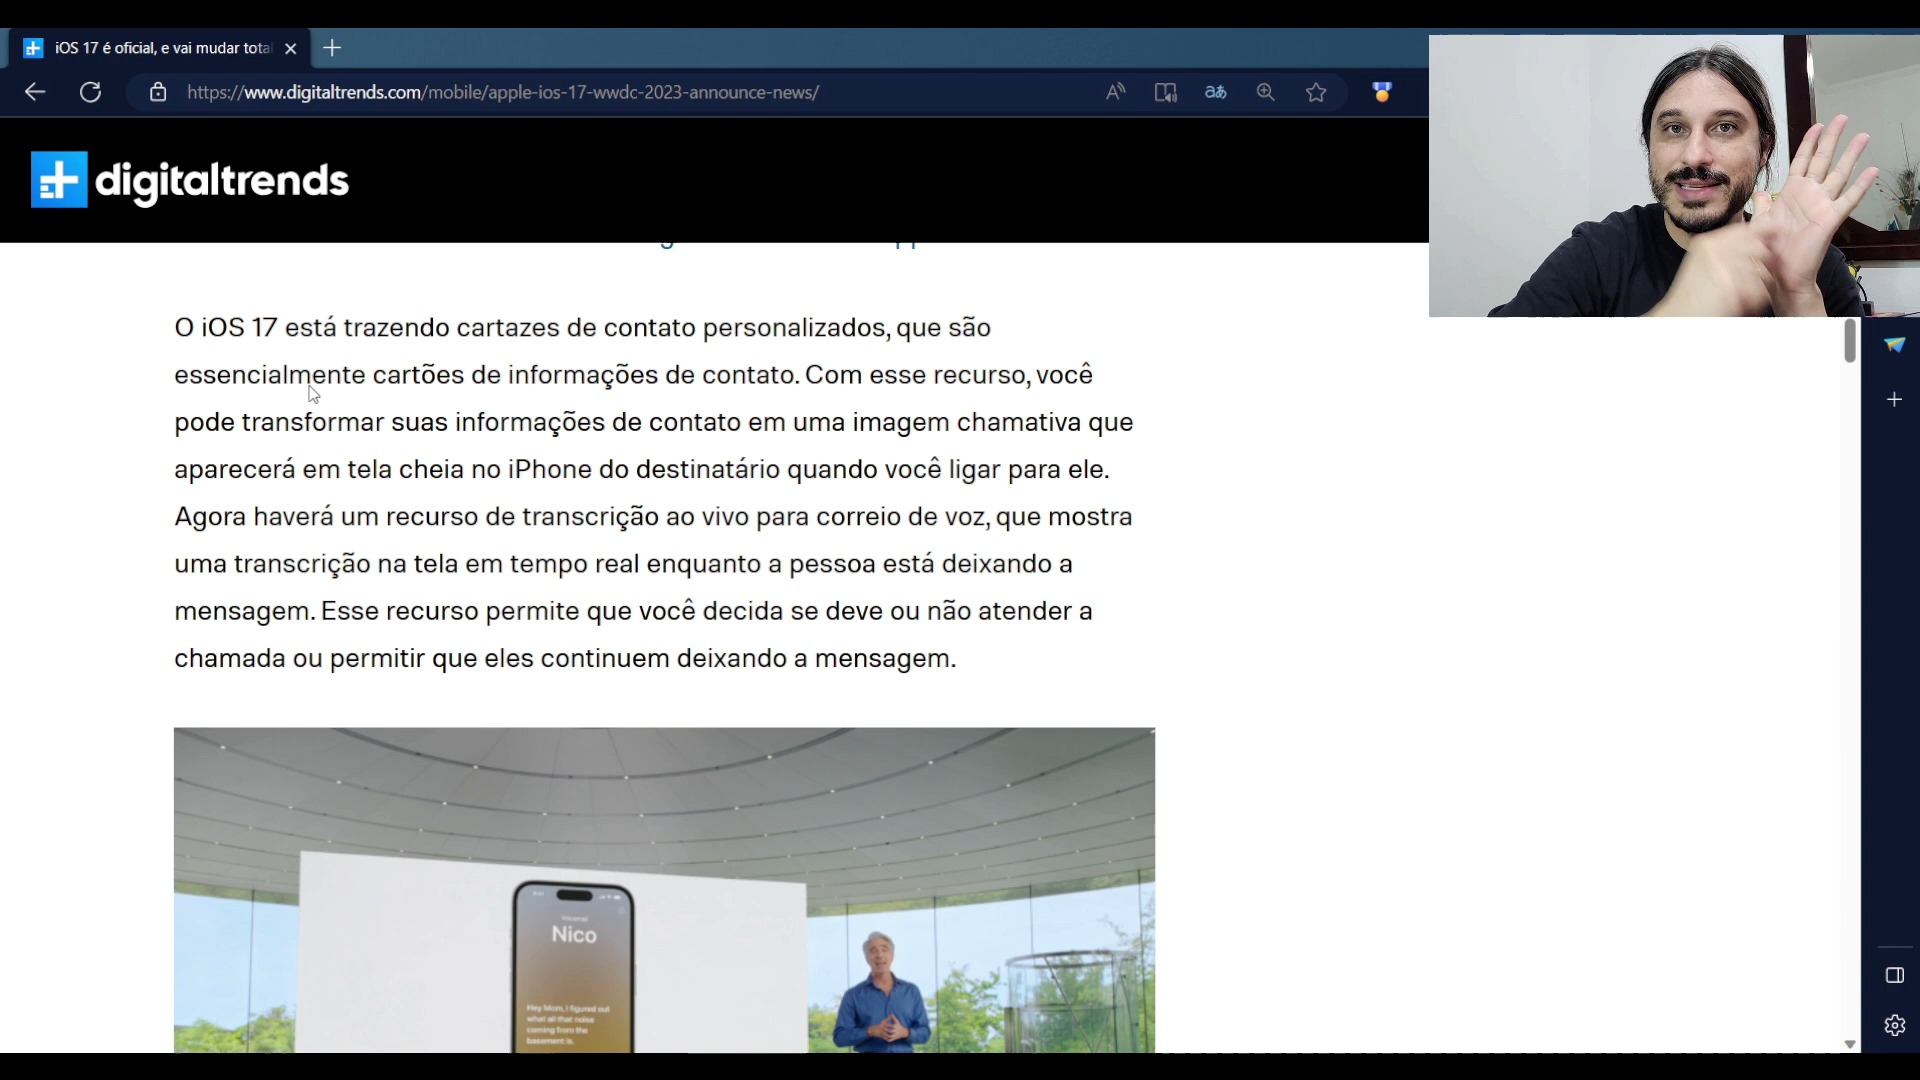 iOS 17 é oficial, e vai mudar total
https://www.digitaltrends.com/mobile/apple-ios-17-wwdc-2023-announce-news/
digitaltrends
O iOS 17 está trazendo cartazes de contato personalizados, que são
essencialmente cartões de informações de contato. Com esse recurso, você
pode transformar suas informações de contato em uma imagem chamativa que
aparecerá em tela cheia no iPhone do destinatário quando você ligar para ele.
Agora haverá um recurso de transcrição ao vivo para correio de voz, que mostra
uma transcrição na tela em tempo real enquanto a pessoa está deixando a
mensagem. Esse recurso permite que você decida se deve ou não atender a
chamada ou permitir que eles continuem deixando a mensagem.
Voicemail
Nico
Hey Mom, I figured out
what all that noise
coming from the
basement is.